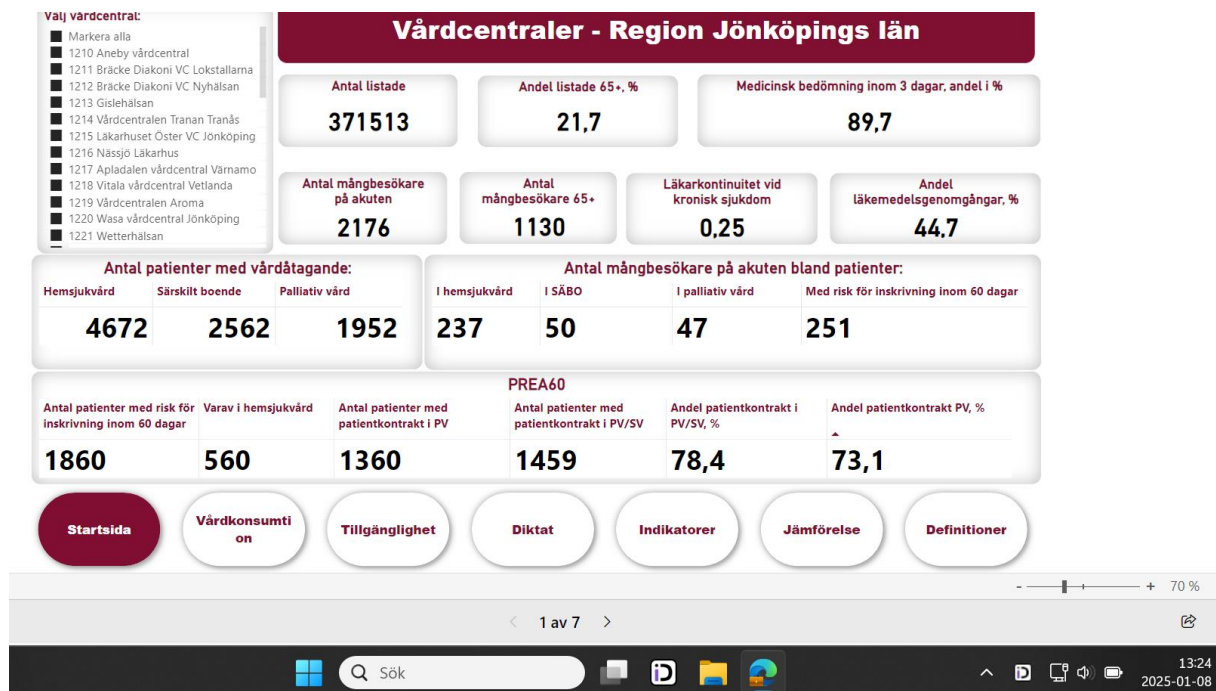 Välj vårdcentral:
Markera alla
1210 Aneby vårdcentral
1211 Bräcke Diakoni VC Lokstallarna
1212 Bräcke Diakoni VC Nyhälsan
1213 Gislehälsan
1214 Vårdcentralen Tranan Tranås
1215 Läkarhuset Öster VC Jönköping
1216 Nässjö Läkarhus
1217 Apladalen vårdcentral Värnamo
1218 Vitala vårdcentral Vetlanda
1219 Vårdcentralen Aroma
1220 Wasa vårdcentral Jönköping
1221 Wetterhälsan
Vårdcentraler - Region Jönköpings län
Antal listade
371513
Andel listade 65+, %
21,7
Medicinsk bedömning inom 3 dagar, andel i %
89,7
Antal mångbesökare
på akuten
2176
Antal
mångbesökare 65+
1130
Läkarkontinuitet vid
kronisk sjukdom
0,25
Andel
läkemedelsgenomgångar, %
44,7
Antal patienter med vårdåtagande:
Hemsjukvård Särskilt boende Palliativ vård
4672 2562 1952
Antal mångbesökare på akuten bland patienter:
I hemsjukvård I SÄBO I palliativ vård Med risk för inskrivning inom 60 dagar
237 50 47 251
PREA60
Antal patienter med risk för
inskrivning inom 60 dagar
1860
Varav i hemsjukvård
560
Antal patienter med
patientkontrakt i PV
1360
Antal patienter med
patientkontrakt i PV/SV
1459
Andel patientkontrakt i
PV/SV, %
78,4
Andel patientkontrakt PV, %
73,1
Startsida
Vårdkonsumti
on
Tillgänglighet
Diktat
Indikatorer
Jämförelse
Definitioner
- + 70 %
1 av 7
Sök
13:24
2025-01-08